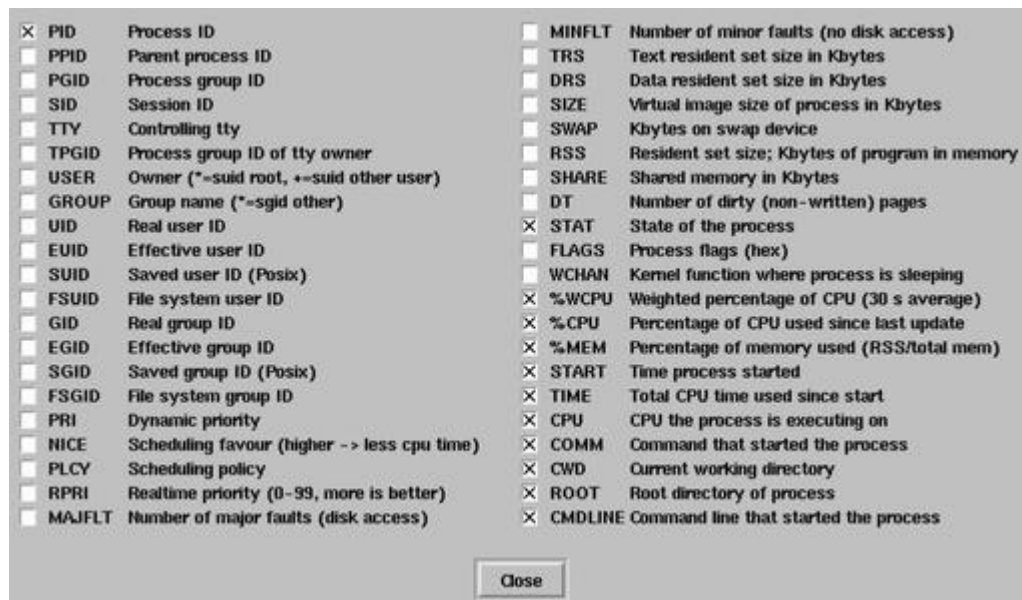 PID Process ID
PPID Parent process ID
PGID Process group ID
SID Session ID
TTY Controlling tty
TPGID Process group ID of tty owner
USER Owner (*=suid root, +=suid other user)
GROUP Group name (*=sgid other)
UID Real user ID
EUID Effective user ID
SUID Saved user ID (Posix)
FSUID File system user ID
GID Real group ID
EGID Effective group ID
SGID Saved group ID (Posix)
FSGID File system group ID
PRI Dynamic priority
NICE Scheduling favour (higher -> less cpu time)
PLCY Scheduling policy
RPRI Realtime priority (0-99, more is better)
MAJFLT Number of major faults (disk access)
MINFLT Number of minor faults (no disk access)
TRS Text resident set size in Kbytes
DRS Data resident set size in Kbytes
SIZE Virtual image size of process in Kbytes
SWAP Kbytes on swap device
RSS Resident set size; Kbytes of program in memory
SHARE Shared memory in Kbytes
DT Number of dirty (non-written) pages
STAT State of the process
FLAGS Process flags (hex)
WCHAN Kernel function where process is sleeping
%WCPU Weighted percentage of CPU (30 s average)
%CPU Percentage of CPU used since last update
%MEM Percentage of memory used (RSS/total mem)
START Time process started
TIME Total CPU time used since start
CPU CPU the process is executing on
COMM Command that started the process
CWD Current working directory
ROOT Root directory of process
CMDLINE Command line that started the process
Close